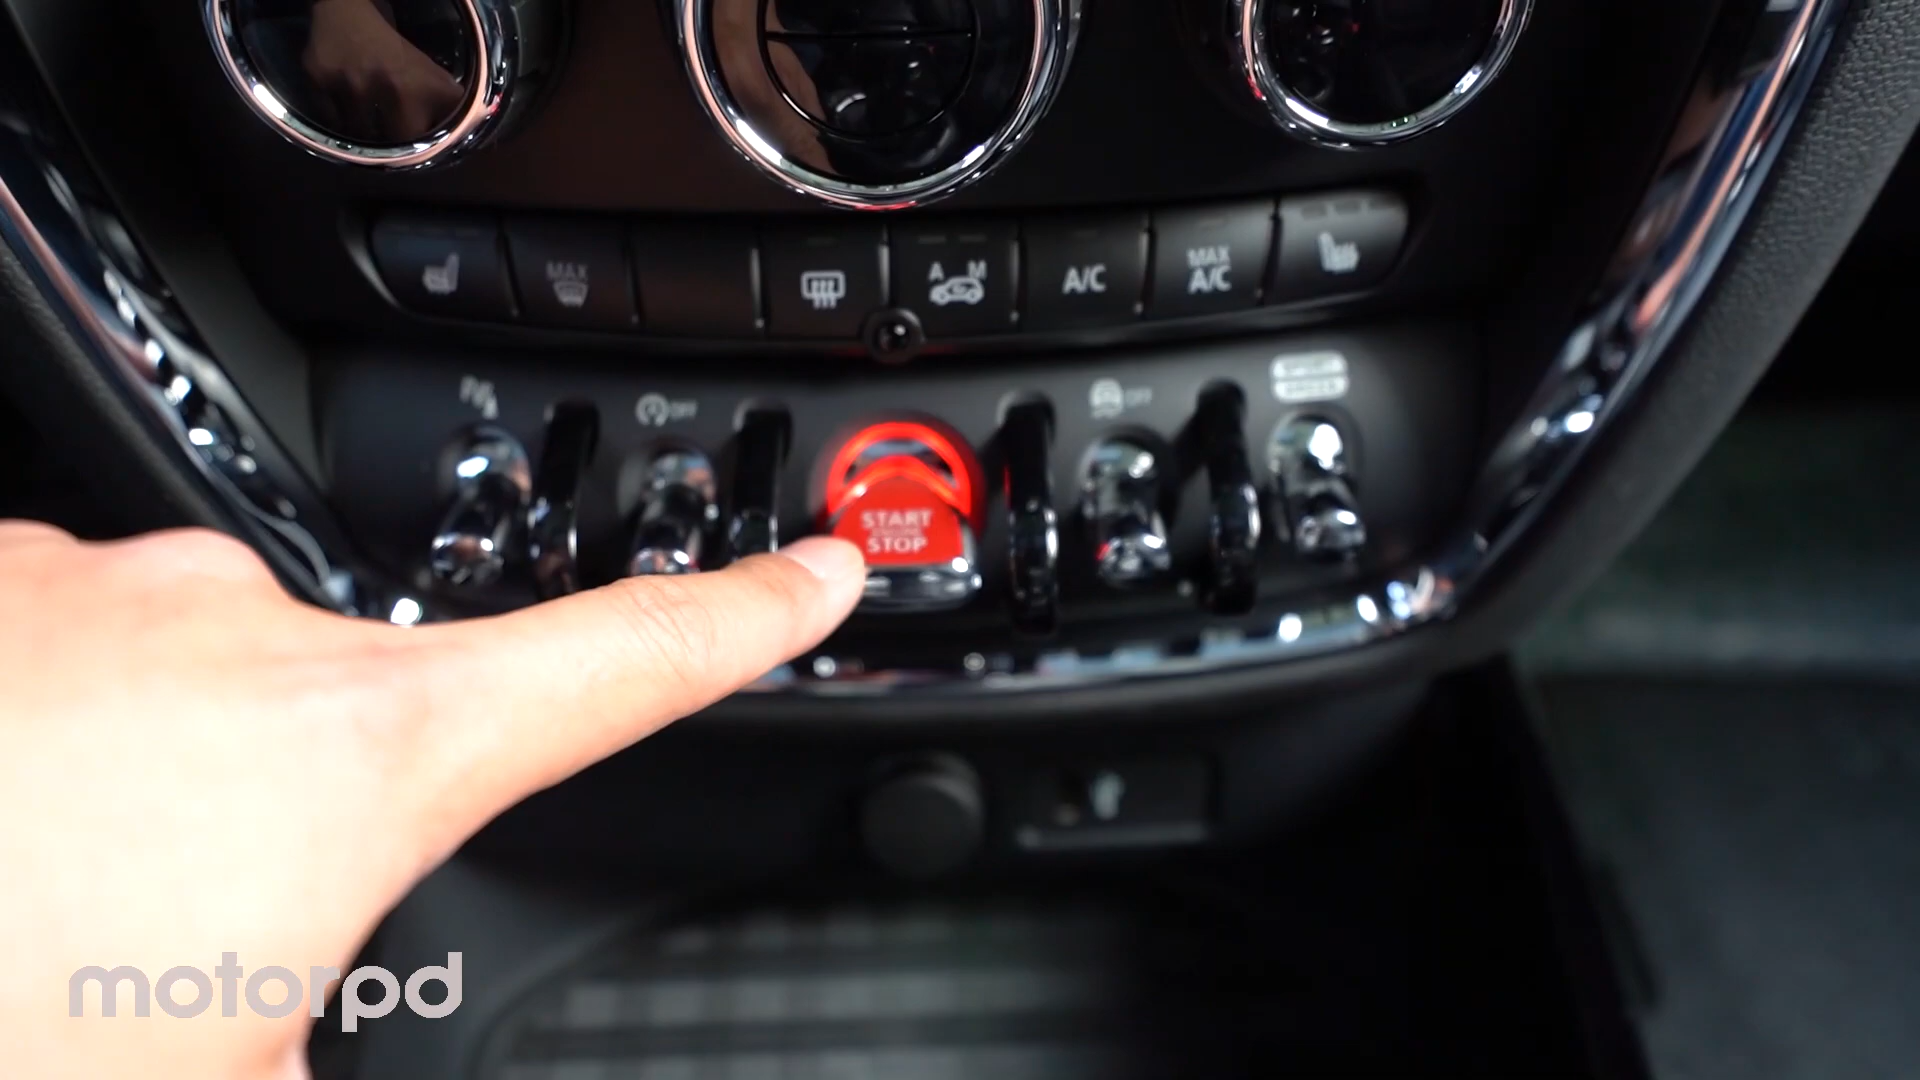 MAX
A M
A/C
MAX
A/C
OFF
OFF
START
STOP
motorpd